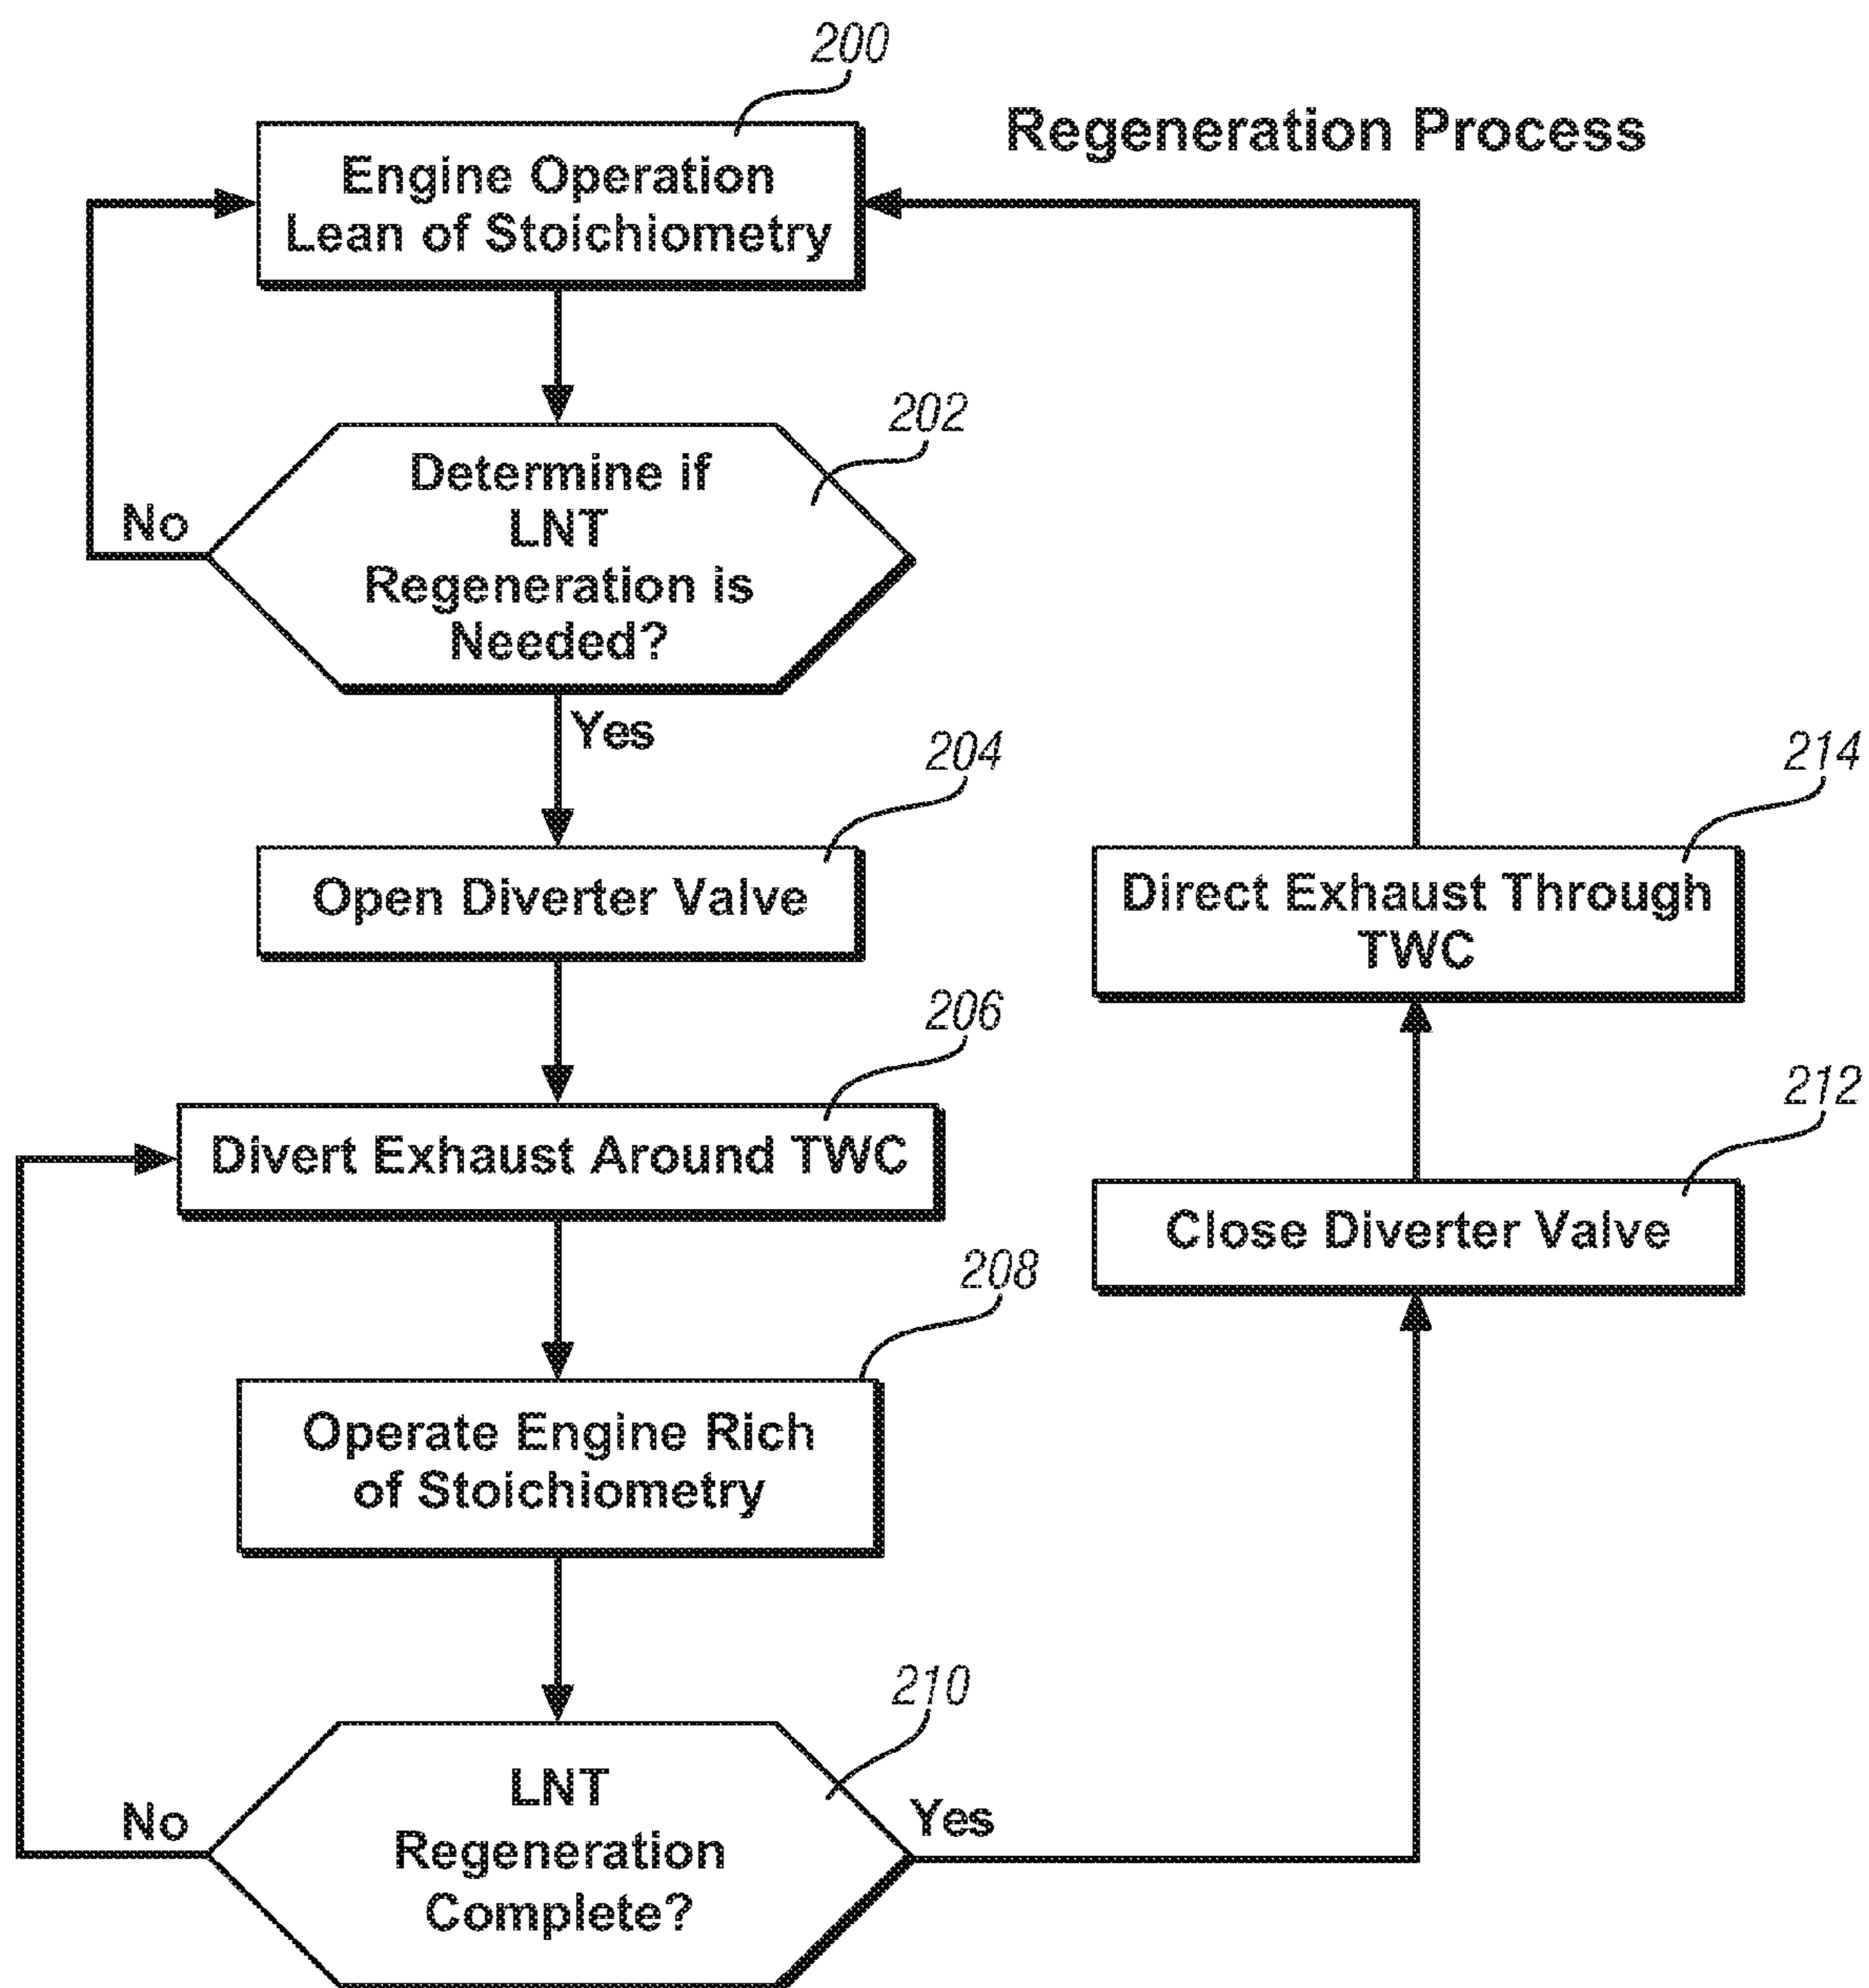 200
Regeneration Process
Engine Operation
Lean of Stoichiometry
202
Determine if
LNT
Regeneration is
Needed?
No
Yes
204
Open Diverter Valve
206
Divert Exhaust Around TWC
208
Operate Engine Rich
of Stoichiometry
210
LNT
Regeneration
Complete?
No
Yes
212
Close Diverter Valve
214
Direct Exhaust Through
TWC